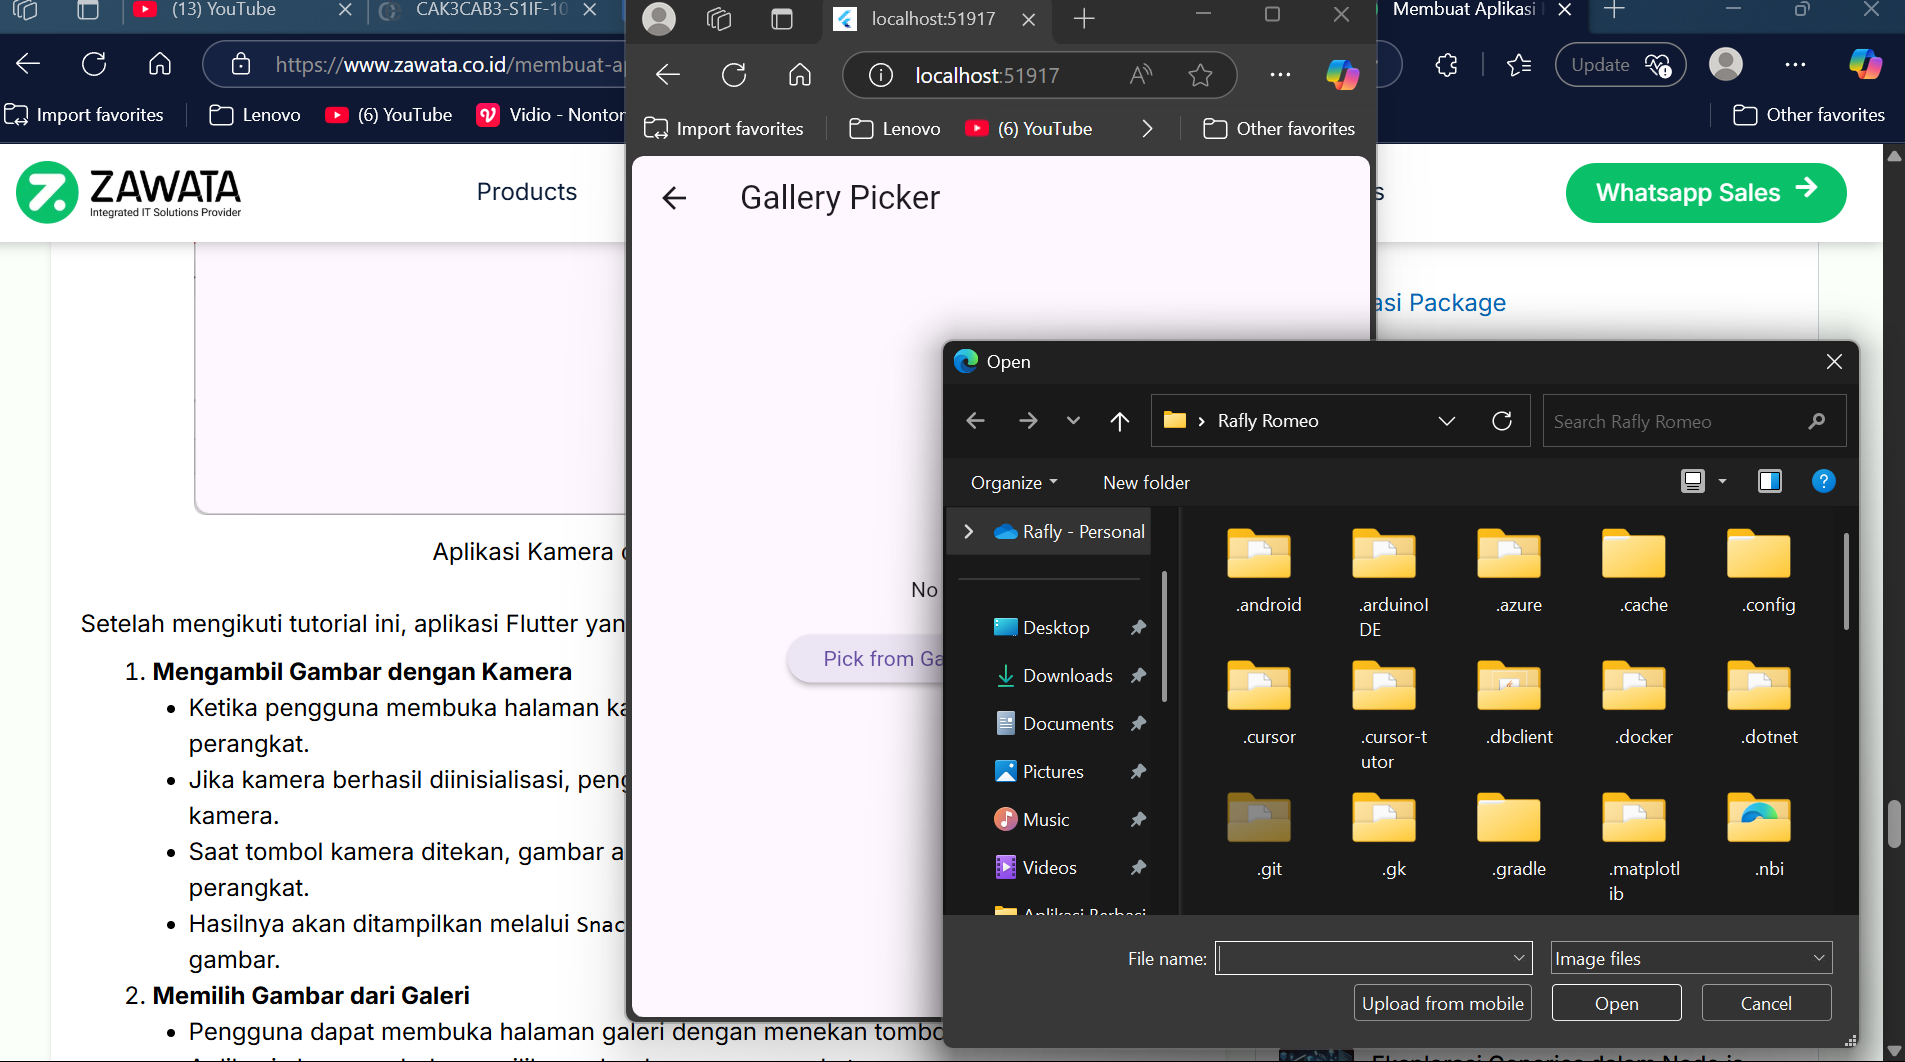 (13) YouTube
CAK3CAB3-S1IF-10
https://www.zawata.co.id/membuat-a
Import favorites
Lenovo
(6) YouTube
Vidio - Nonton
localhost:51917
localhost:51917
Import favorites
Lenovo
(6) YouTube
Other favorites
Membuat Aplikasi
Update
Other favorites
ZAWATA
Integrated IT Solutions Provider
Products
s
Whatsapp Sales
Gallery Picker
asi Package
No
Pick from Ga
Aplikasi Kamera
Setelah mengikuti tutorial ini, aplikasi Flutter yan
1. Mengambil Gambar dengan Kamera
• Ketika pengguna membuka halaman ka
perangkat.
• Jika kamera berhasil diinisialisasi, peng
kamera.
• Saat tombol kamera ditekan, gambar a
perangkat.
• Hasilnya akan ditampilkan melalui Snac
gambar.
2. Memilih Gambar dari Galeri
• Pengguna dapat membuka halaman galeri dengan menekan tombo
Open
Rafly Romeo
Search Rafly Romeo
Organize
New folder
Rafly - Personal
Desktop
Downloads
Documents
Pictures
Music
Videos
Aplikasi Berbasi
.android
.arduinoI
DE
.azure
.cache
.config
.cursor
.cursor-t
utor
.dbclient
.docker
.dotnet
.git
.gk
.gradle
.matplotl
ib
.nbi
File name:
Image files
Upload from mobile
Open
Cancel
Eksplorasi Generics dalam Node.js